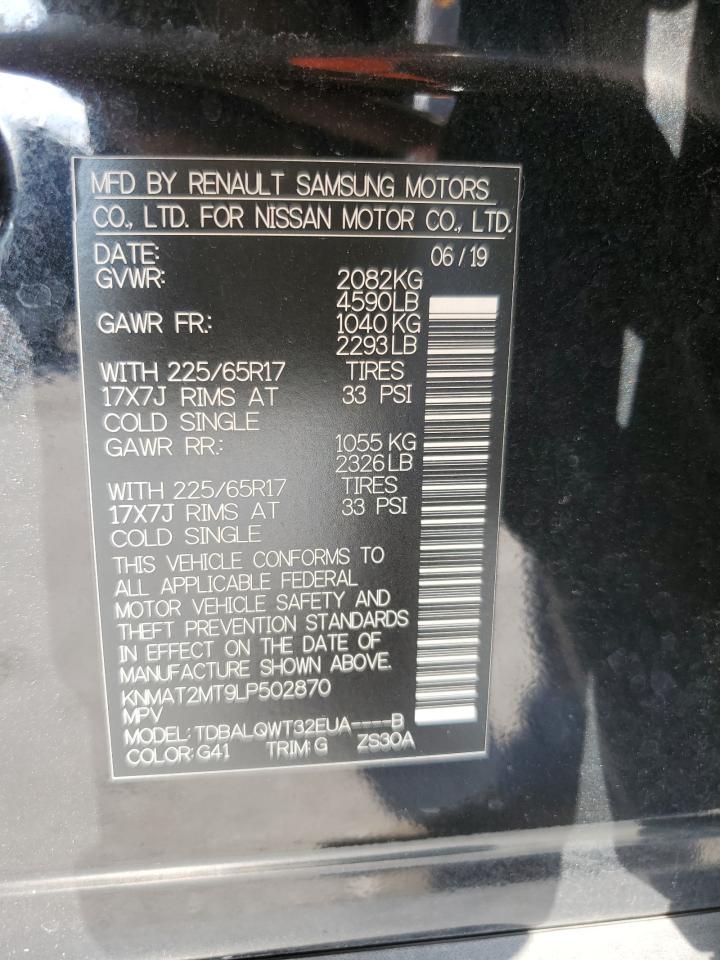 MFD BY RENAULT SAMSUNG MOTORS
CO., LTD. FOR NISSAN MOTOR CO., LTD.
DATE: 06/19
GVWR: 2082KG
4590LB
GAWR FR.: 1040KG
2293LB
WITH 225/65R17 TIRES
17X7J RIMS AT 33 PSI
COLD SINGLE
GAWR RR.: 1055KG
2326LB
WITH 225/65R17 TIRES
17X7J RIMS AT 33 PSI
COLD SINGLE
THIS VEHICLE CONFORMS TO
ALL APPLICABLE FEDERAL
MOTOR VEHICLE SAFETY AND
THEFT PREVENTION STANDARDS
IN EFFECT ON THE DATE OF
MANUFACTURE SHOWN ABOVE.
KNMAT2MT9LP502870
MPV
MODEL: TDBALQWT32EUA----B
COLOR: G41 TRIM: G ZS30A